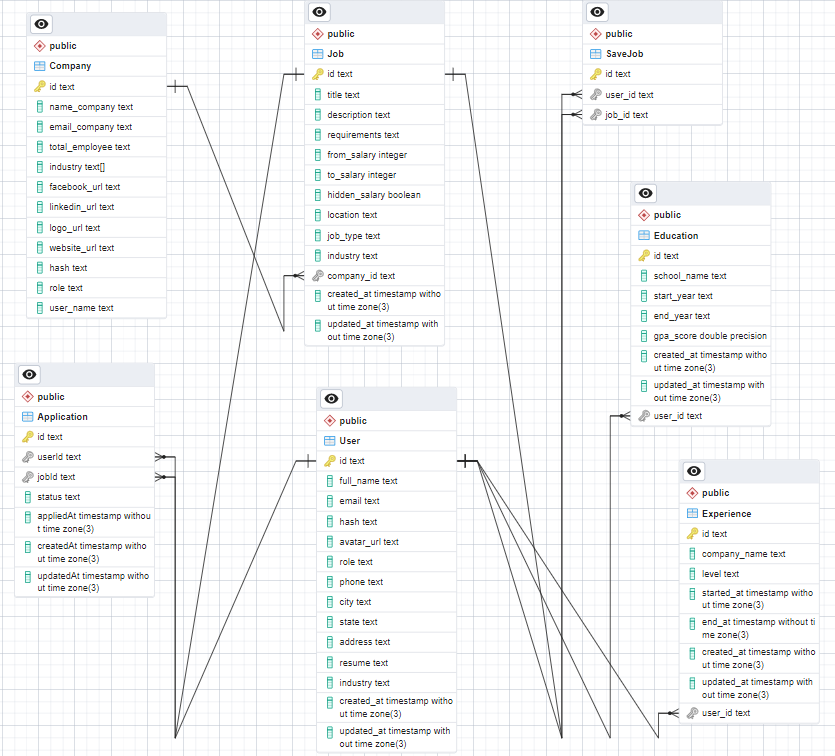 public
Company
id text
name_company text
email_company text
total_employee text
industry text[]
facebook_url text
linkedin_url text
logo_url text
website_url text
hash text
role text
user_name text
public
Job
id text
title text
description text
requirements text
from_salary integer
to_salary integer
hidden_salary boolean
location text
job_type text
industry text
company_id text
created_at timestamp witho
ut time zone(3)
updated_at timestamp with
out time zone(3)
public
SaveJob
id text
user_id text
job_id text
public
Education
id text
school_name text
start_year text
end_year text
gpa_score double precision
created_at timestamp witho
ut time zone(3)
updated_at timestamp with
out time zone(3)
user_id text
public
Application
id text
userId text
jobId text
status text
appliedAt timestamp withou
t time zone(3)
createdAt timestamp witho
ut time zone(3)
updatedAt timestamp witho
ut time zone(3)
public
User
id text
full_name text
email text
hash text
avatar_url text
role text
phone text
city text
state text
address text
resume text
industry text
created_at timestamp witho
ut time zone(3)
updated_at timestamp with
out time zone(3)
public
Experience
id text
company_name text
level text
started_at timestamp witho
ut time zone(3)
end_at timestamp without ti
me zone(3)
created_at timestamp witho
ut time zone(3)
updated_at timestamp with
out time zone(3)
user_id text